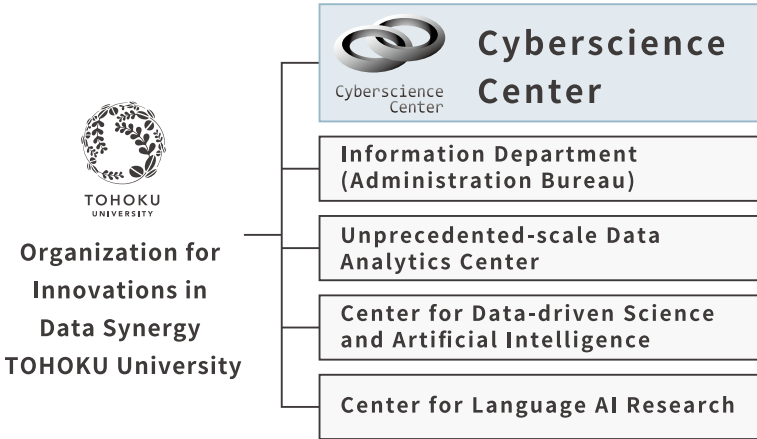 TOHOKU
UNIVERSITY
Organization for
Innovations in
Data Synergy
TOHOKU University
Cyberscience
Center
Cyberscience
Center
Information Department
(Administration Bureau)
Unprecedented-scale Data
Analytics Center
Center for Data-driven Science
and Artificial Intelligence
Center for Language AI Research